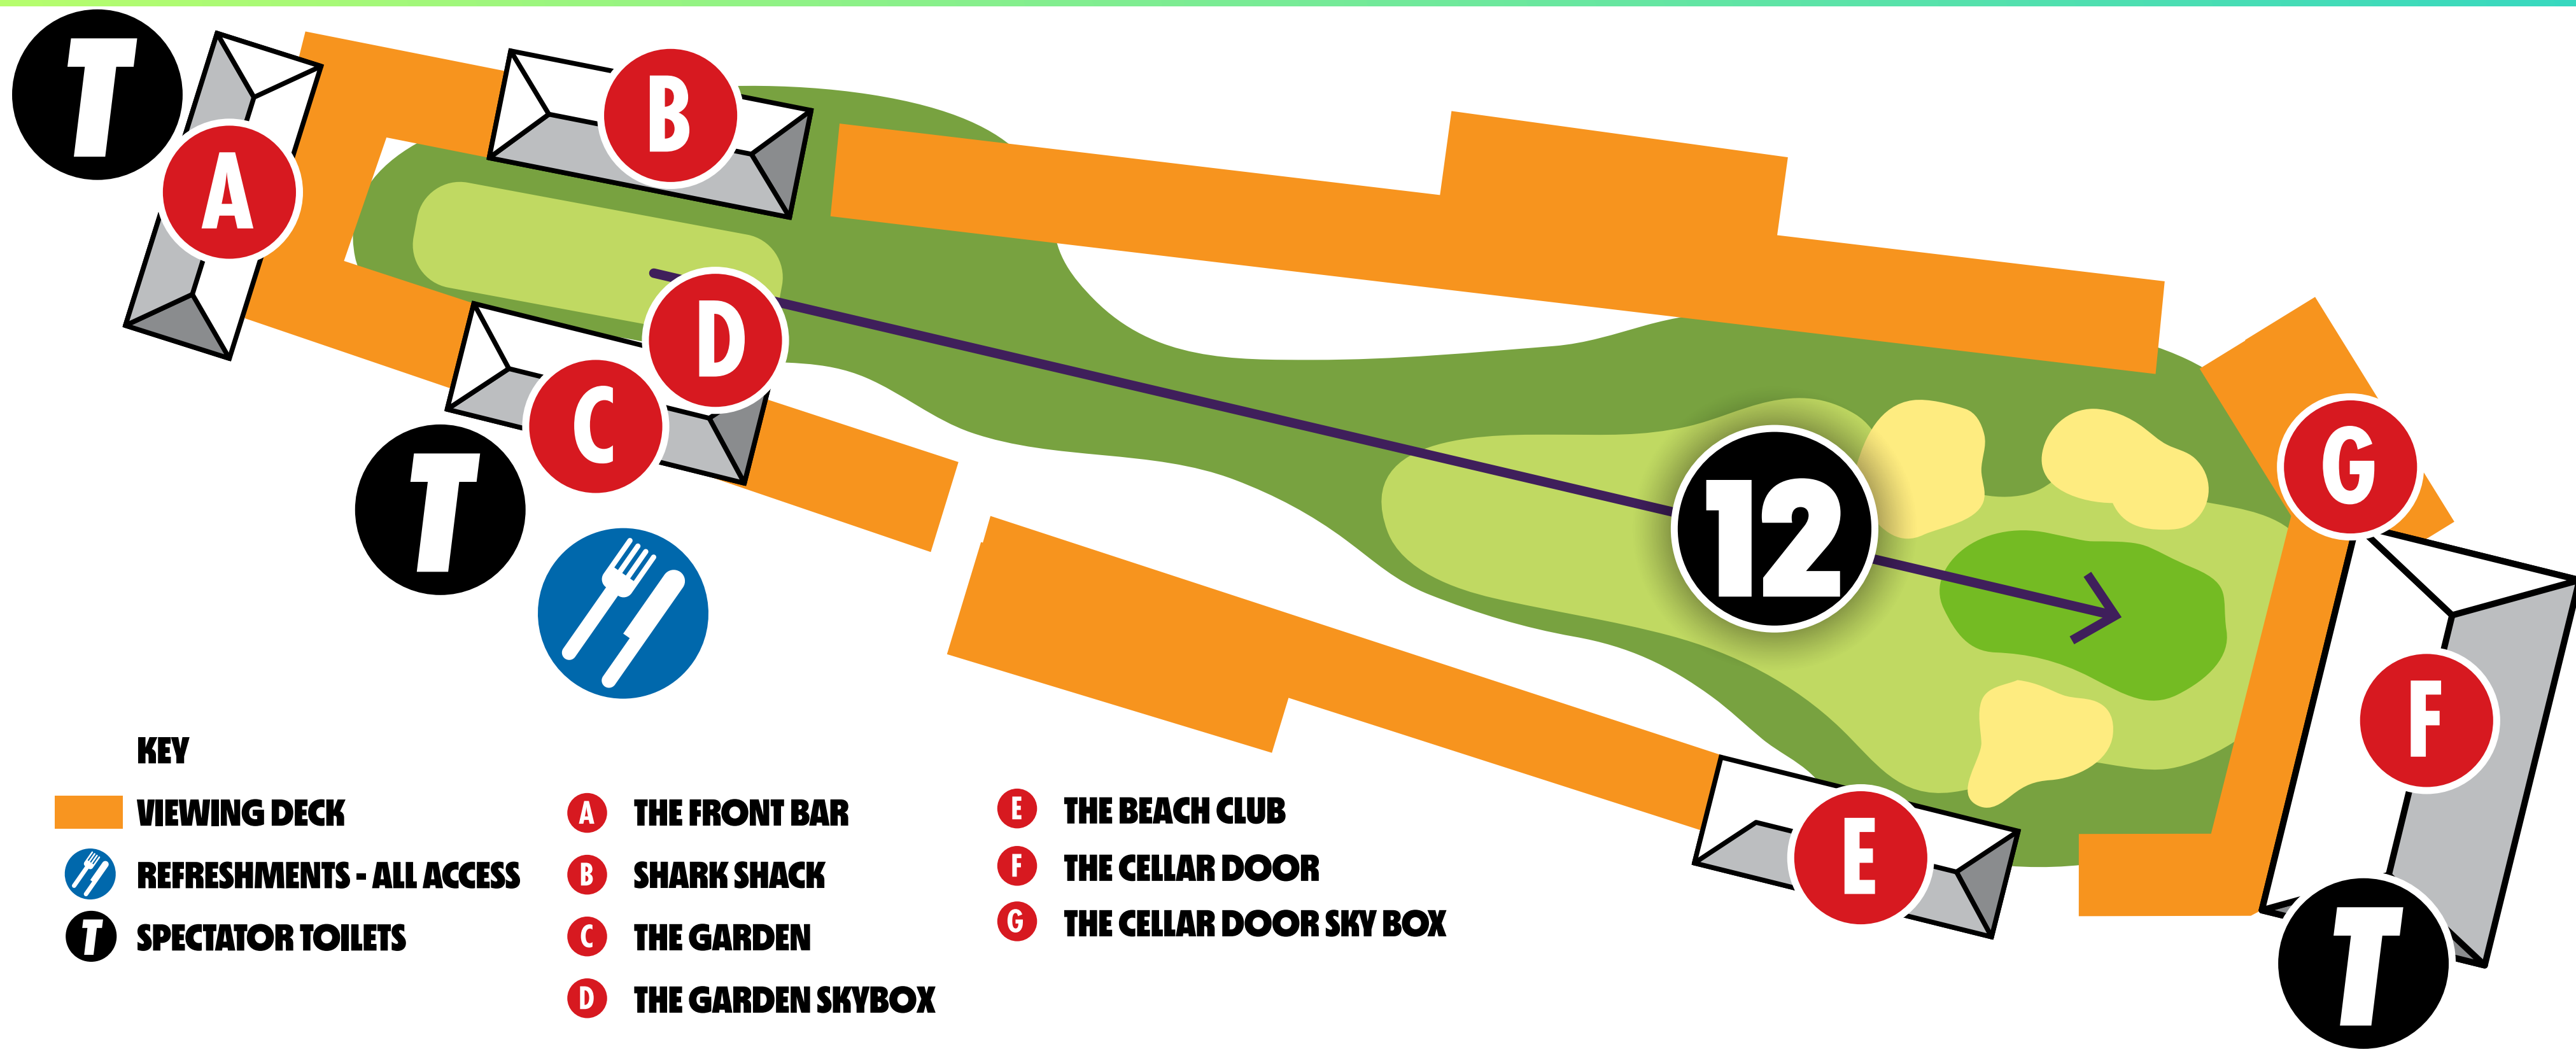 T
A
B
D
C
T
12
G
F
E
T
KEY
VIEWING DECK
REFRESHMENTS - ALL ACCESS
T SPECTATOR TOILETS
A THE FRONT BAR
B SHARK SHACK
C THE GARDEN
D THE GARDEN SKYBOX
E THE BEACH CLUB
F THE CELLAR DOOR
G THE CELLAR DOOR SKY BOX